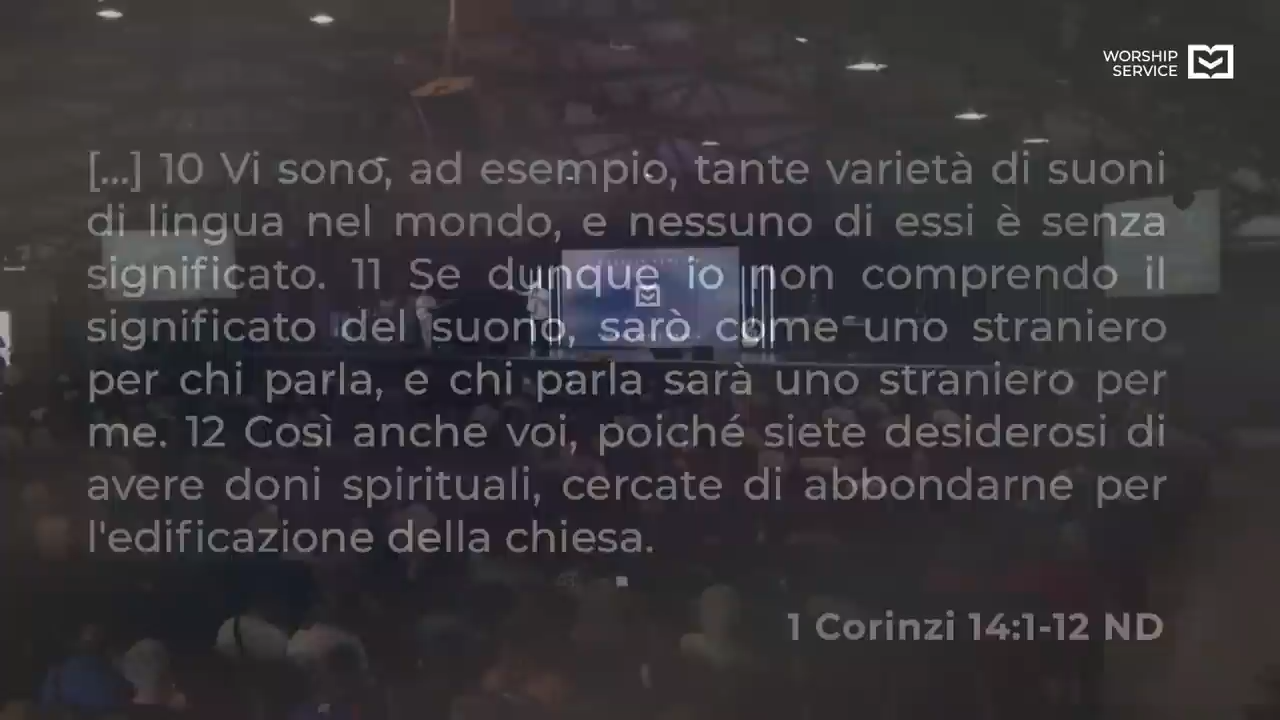 WORSHIP
SERVICE
[...] 10 Vi sono, ad esempio, tante varietà di suoni
di lingua nel mondo, e nessuno di essi è senza
significato. 11 Se dunque io non comprendo il
significato del suono, sarò come uno straniero
per chi parla, e chi parla sarà uno straniero per
me. 12 Così anche voi, poiché siete desiderosi di
avere doni spirituali, cercate di abbondarne per
l'edificazione della chiesa.
1 Corinzi 14:1-12 ND